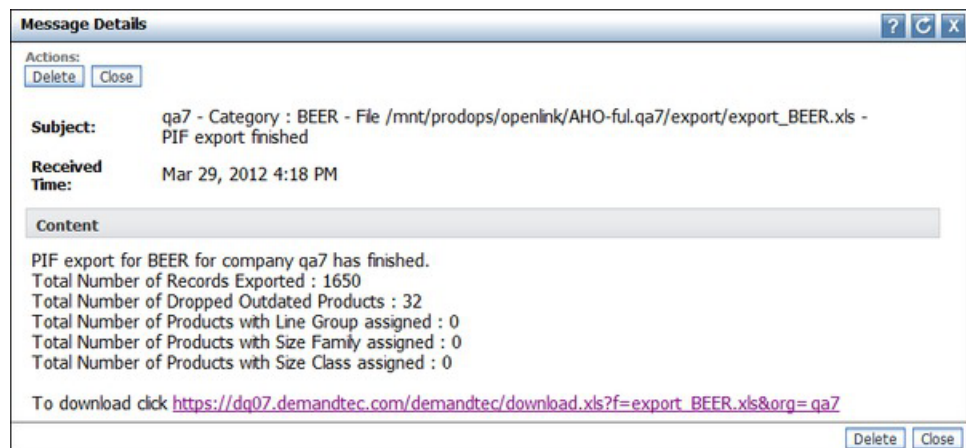 Message Details
? C X
Actions:
Delete Close
Subject: qa7 - Category : BEER - File /mnt/prodops/openlink/AHO-ful.qa7/export/export_BEER.xls -
PIF export finished
Received
Time: Mar 29, 2012 4:18 PM
Content
PIF export for BEER for company qa7 has finished.
Total Number of Records Exported : 1650
Total Number of Dropped Outdated Products : 32
Total Number of Products with Line Group assigned : 0
Total Number of Products with Size Family assigned : 0
Total Number of Products with Size Class assigned : 0
To download click https://dq07.demandtec.com/demandtec/download.xls?f=export_BEER.xls&org= qa7
Delete Close